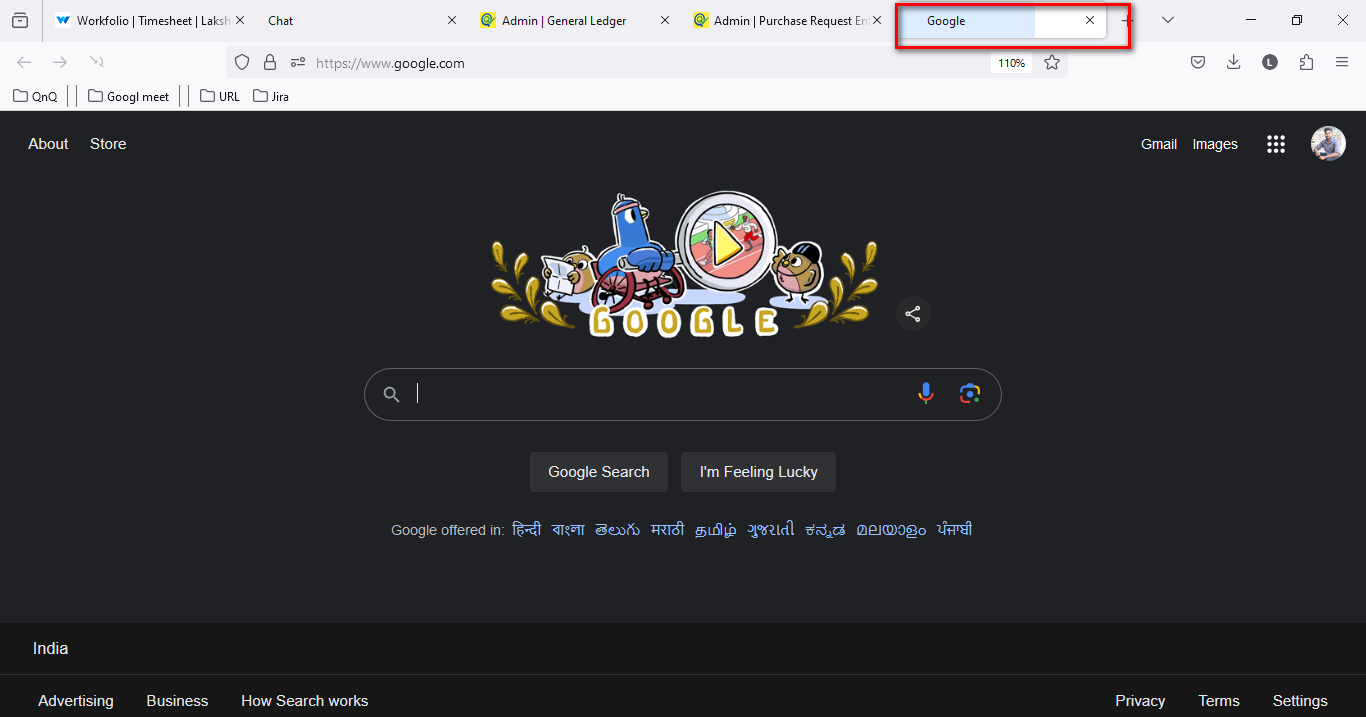 Workfolio | Timesheet | Laksh
Chat
Admin | General Ledger
Admin | Purchase Request En
Google
https://www.google.com
110%
L
QnQ
Googl meet
URL
Jira
About
Store
Gmail
Images
GOOGLE
Google Search
I'm Feeling Lucky
Google offered in: हिन्दी বাংলা తెలుగు मराठी தமிழ் ગુજરાતી ಕನ್ನಡ മലയാളം ਪੰਜਾਬੀ
India
Advertising
Business
How Search works
Privacy
Terms
Settings